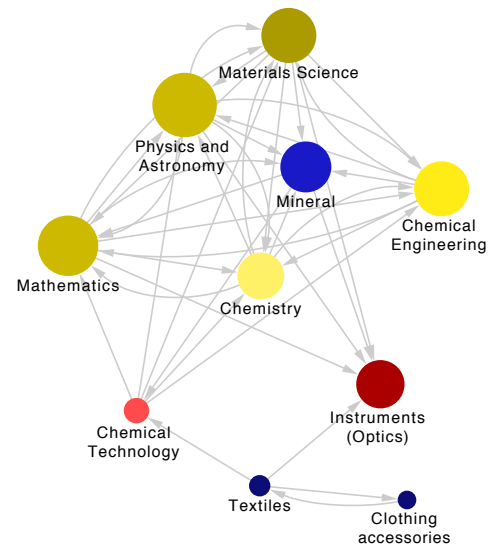 Materials Science
Physics and
Astronomy
Mineral
Chemical
Engineering
Mathematics
Chemistry
Instruments
(Optics)
Chemical
Technology
Textiles
Clothing
accessories